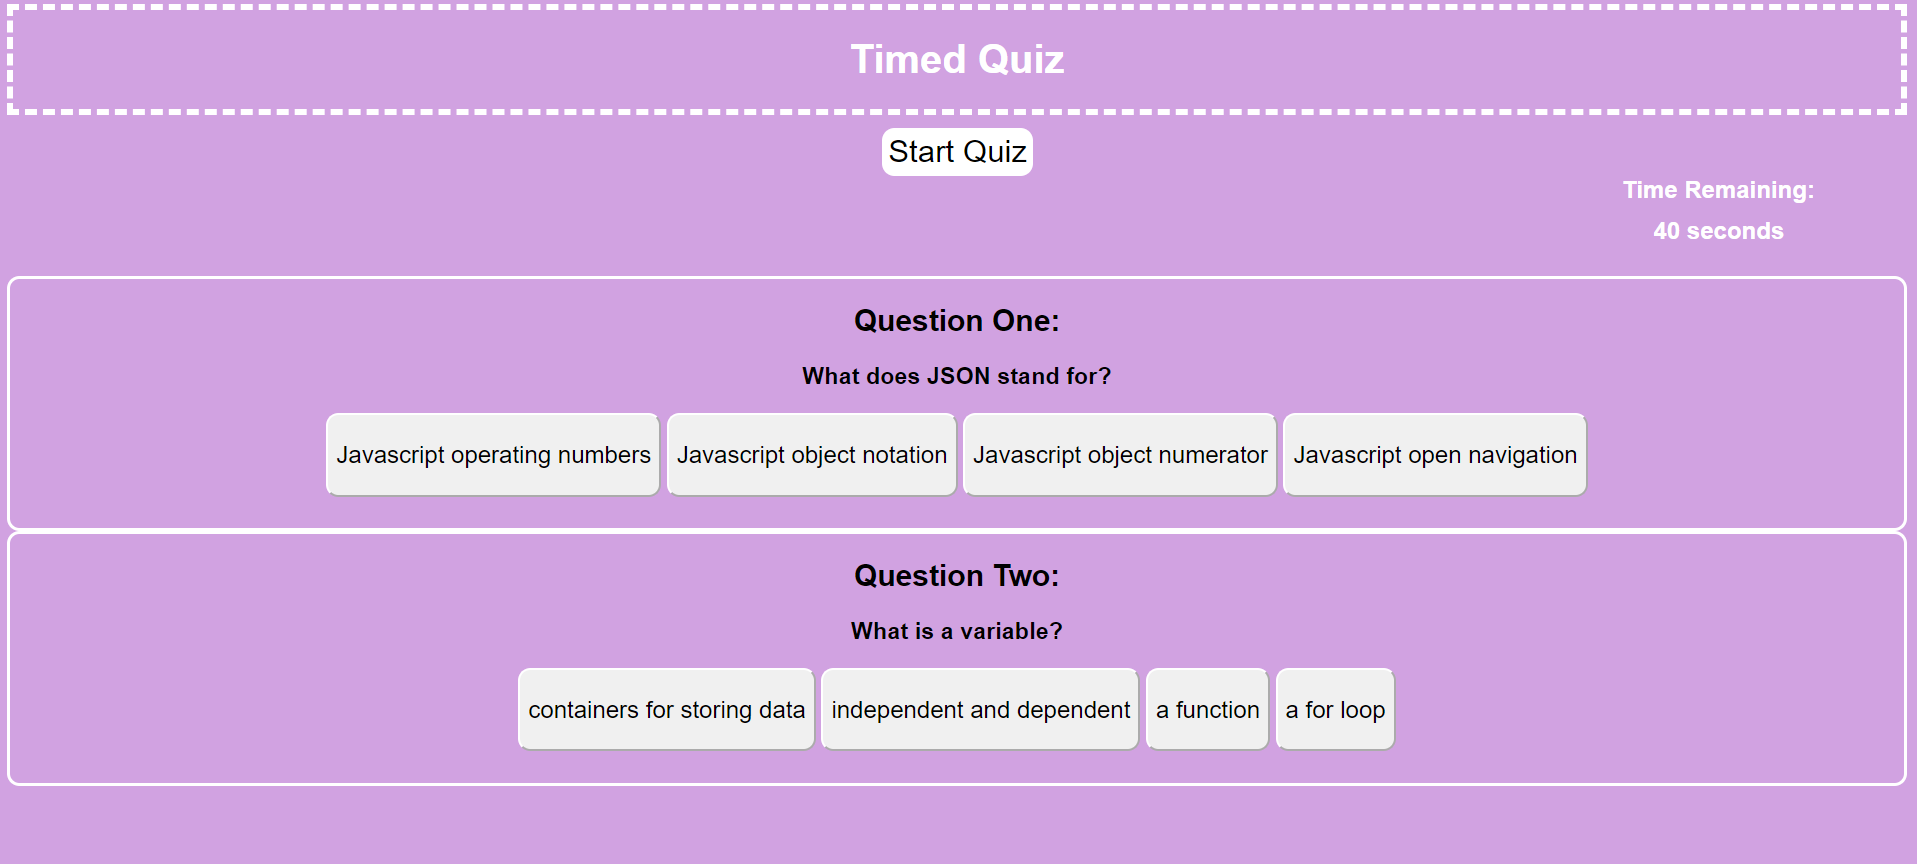 Timed Quiz
Start Quiz
Time Remaining:
40 seconds
Question One:
What does JSON stand for?
Javascript operating numbers Javascript object notation Javascript object numerator Javascript open navigation
Question Two:
What is a variable?
containers for storing data independent and dependent a function a for loop